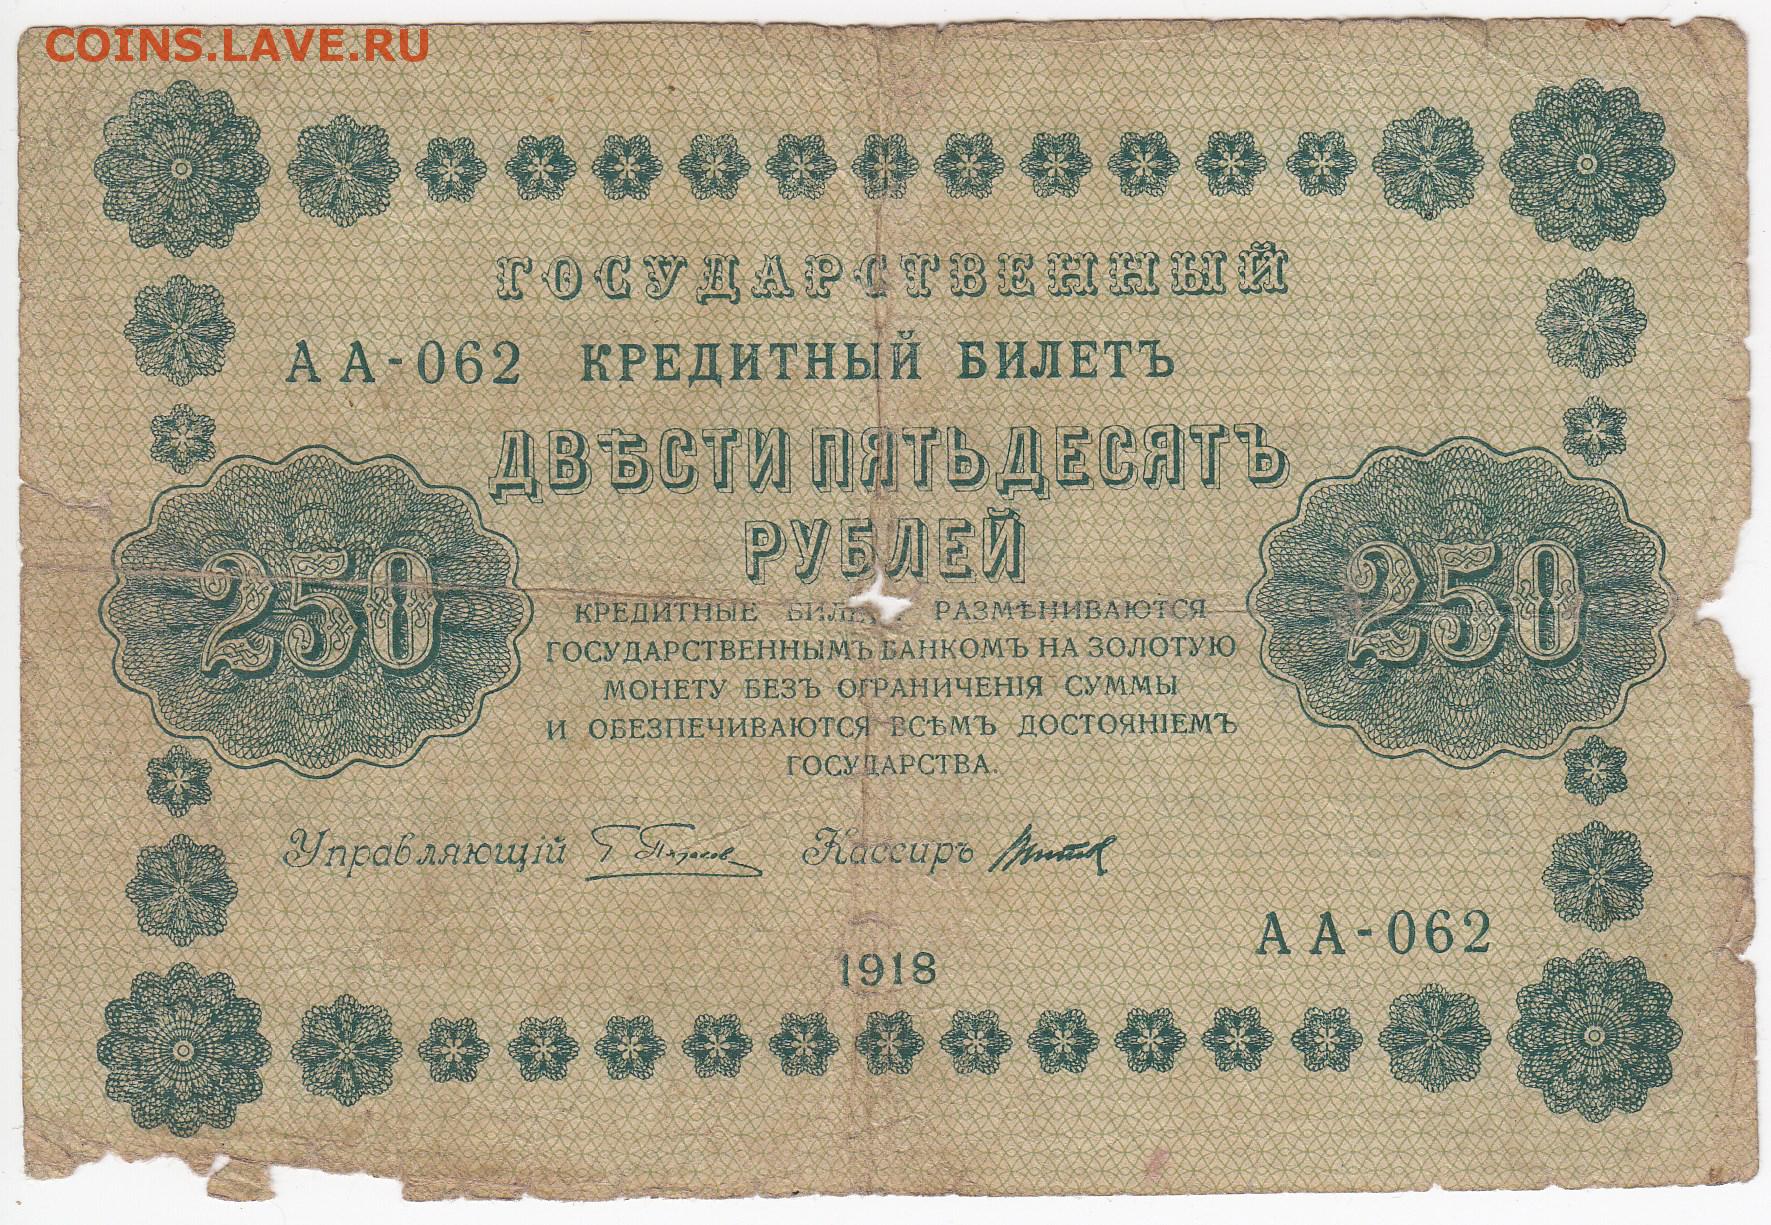 COINS.LAVE.RU
ГОСУДАРСТВЕННЫЙ
АА-062 КРЕДИТНЫЙ БИЛЕТЪ
ДВѢСТИ ПЯТЬДЕСЯТЪ
РУБЛЕЙ
250 250
КРЕДИТНЫЕ РАЗМѢНИВАЮТСЯ
ГОСУДАРСТВЕННЫМЪ БАНКОМЪ НА ЗОЛОТУЮ
МОНЕТУ БЕЗЪ ОГРАНИЧЕНІЯ СУММЫ
И ОБЕЗПЕЧИВАЮТСЯ ВСѢМЪ ДОСТОЯНІЕМЪ
ГОСУДАРСТВА.
Управляющій Кассиръ
АА-062
1918